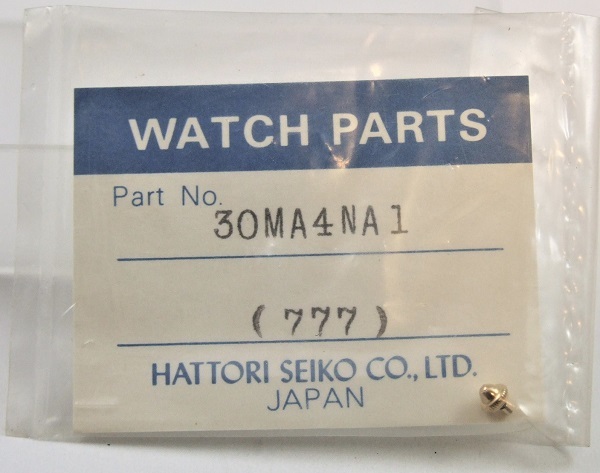 WATCH PARTS
Part No.
30MA4NA1
(777)
HATTORI SEIKO CO., LTD.
JAPAN